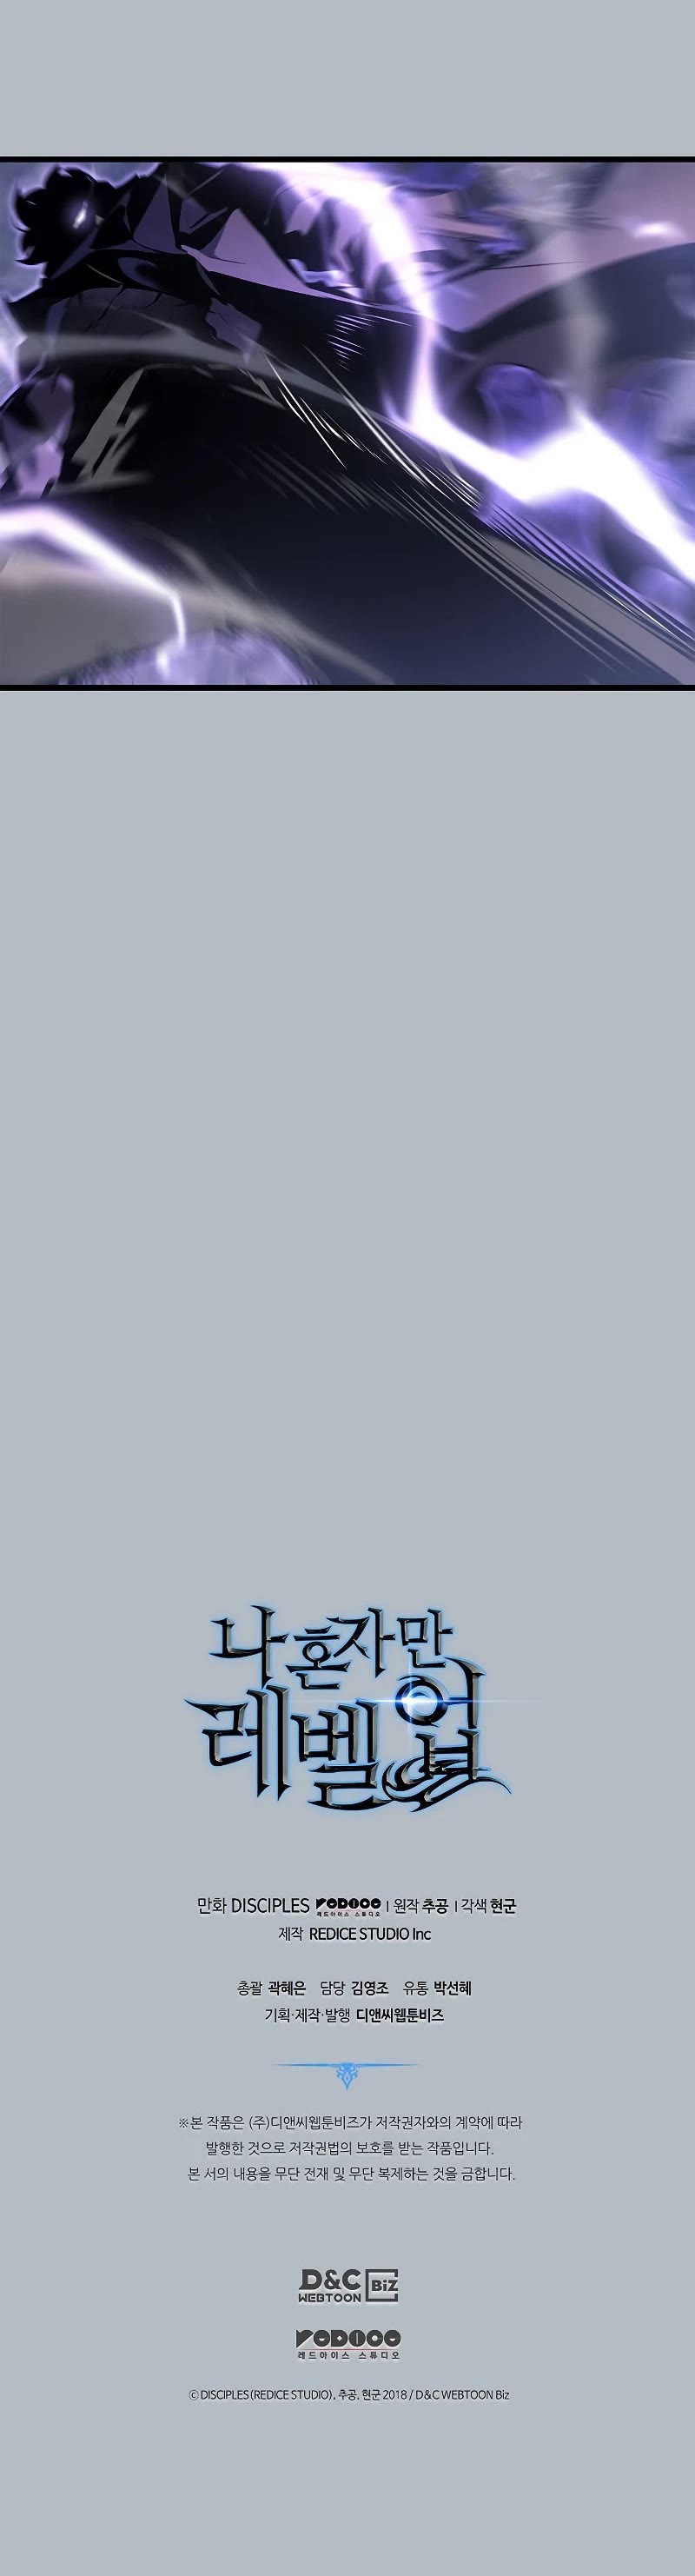 나 혼자만
레벨업
만화 DISCIPLES REDICE 레드아이스 스튜디오 | 원작 추공 | 각색 현군
제작 REDICE STUDIO Inc
총괄 곽혜은 담당 김영조 유통 박선혜
기획·제작·발행 디앤씨웹툰비즈
※본 작품은 (주)디앤씨웹툰비즈가 저작권자와의 계약에 따라
발행한 것으로 저작권법의 보호를 받는 작품입니다.
본 서의 내용을 무단 전재 및 무단 복제하는 것을 금합니다.
D&C WEBTOON BiZ
REDICE
레드아이스 스튜디오
© DISCIPLES(REDICE STUDIO), 추공, 현군 2018 / D&C WEBTOON Biz